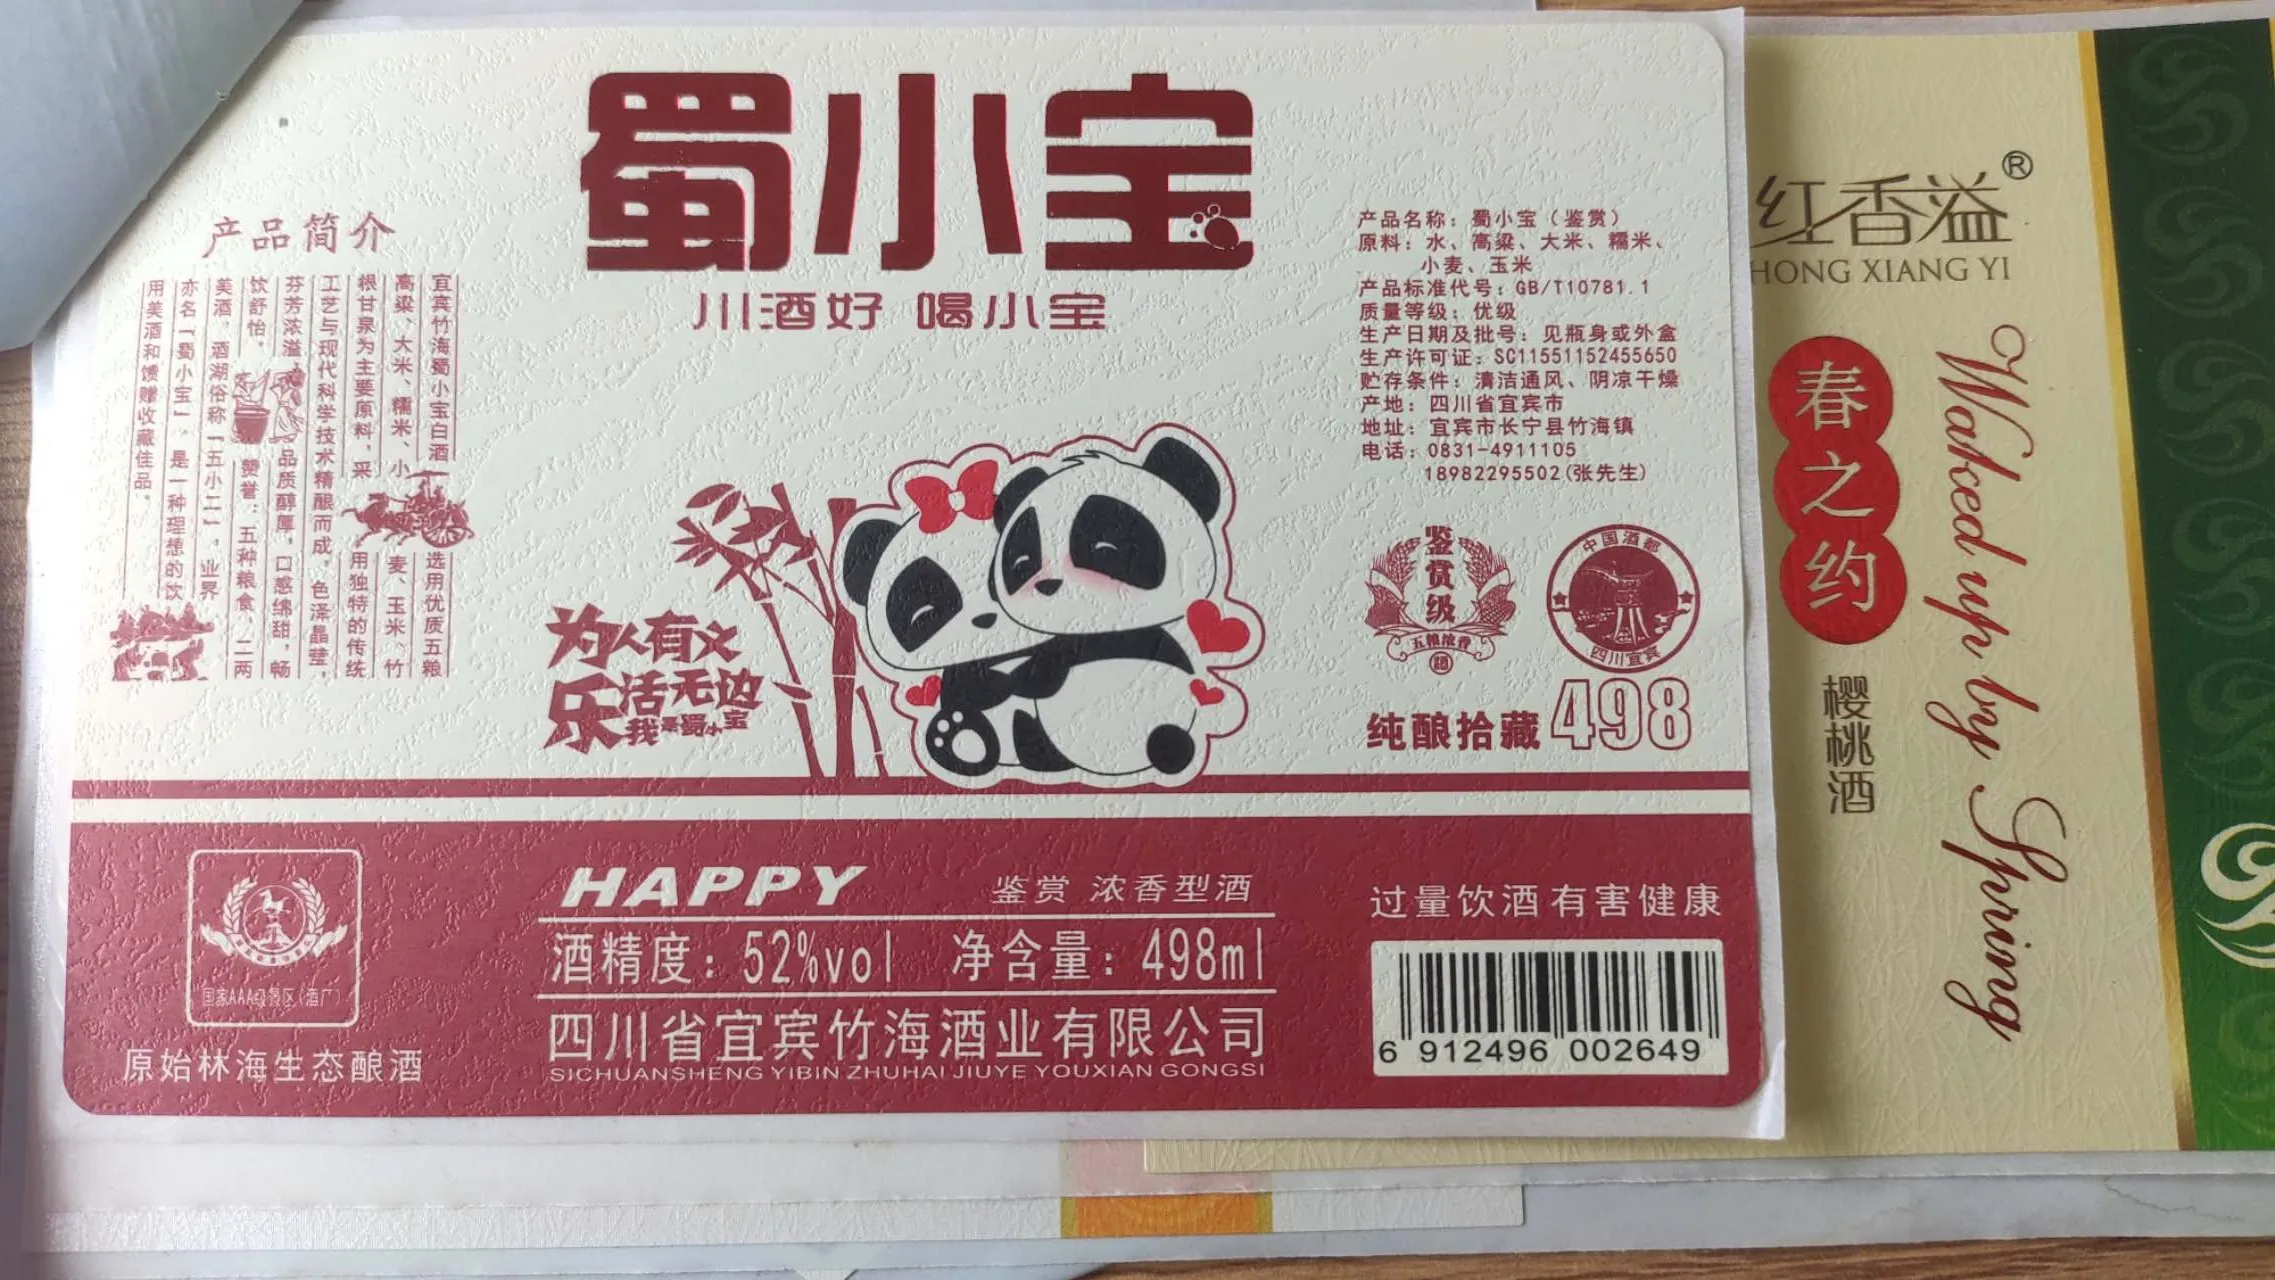 蜀小宝
川酒好 喝小宝
产品简介
宜宾竹海蜀小宝白酒选用优质五粮
高粱、大米、糯米、小麦、玉米、竹
根甘泉为主要原料,采用独特的传统
工艺与现代科学技术精酿而成。色泽晶莹,
芬芳浓溢,品质醇厚,口感绵甜,畅
饮舒怡。赞誉:五种粮食,二两
美酒,酒湖俗称「五小二」,业界
亦名「蜀小宝」。是一种理想的饮
用美酒和馈赠收藏佳品。
产品名称:蜀小宝(鉴赏)
原料:水、高粱、大米、糯米、
小麦、玉米
产品标准代号:GB/T10781.1
质量等级:优级
生产日期及批号:见瓶身或外盒
生产许可证:SC11551152455650
贮存条件:清洁通风、阴凉干燥
产地:四川省宜宾市
地址:宜宾市长宁县竹海镇
电话:0831-4911105
18982295502(张先生)
为人有义
乐活无边
我是蜀小宝
鉴赏级
五粮浓香
中国酒都
四川宜宾
纯酿拾藏 498
国家AAA级景区(酒厂)
原始林海生态酿酒
HAPPY 鉴赏 浓香型酒
酒精度:52%vol 净含量:498ml
四川省宜宾竹海酒业有限公司
SICHUANSHENG YIBIN ZHUHAI JIUYE YOUXIAN GONGSI
过量饮酒有害健康
6 912496 002649
红香溢®
HONG XIANG YI
春之约
樱桃酒
Waked up by Spring